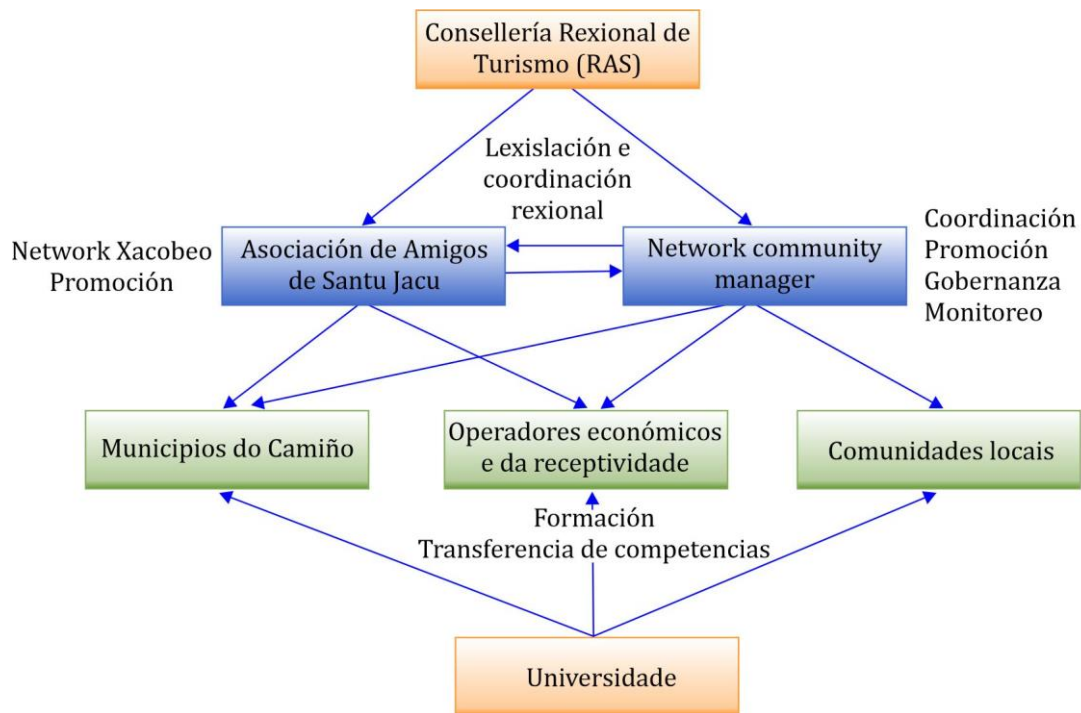 Consellería Rexional de
Turismo (RAS)
Lexislación e
coordinación
rexional
Network Xacobeo
Promoción
Asociación de Amigos
de Santu Jacu
Network community
manager
Coordinación
Promoción
Gobernanza
Monitoreo
Municipios do Camiño
Operadores económicos
e da receptividade
Comunidades locais
Formación
Transferencia de competencias
Universidade